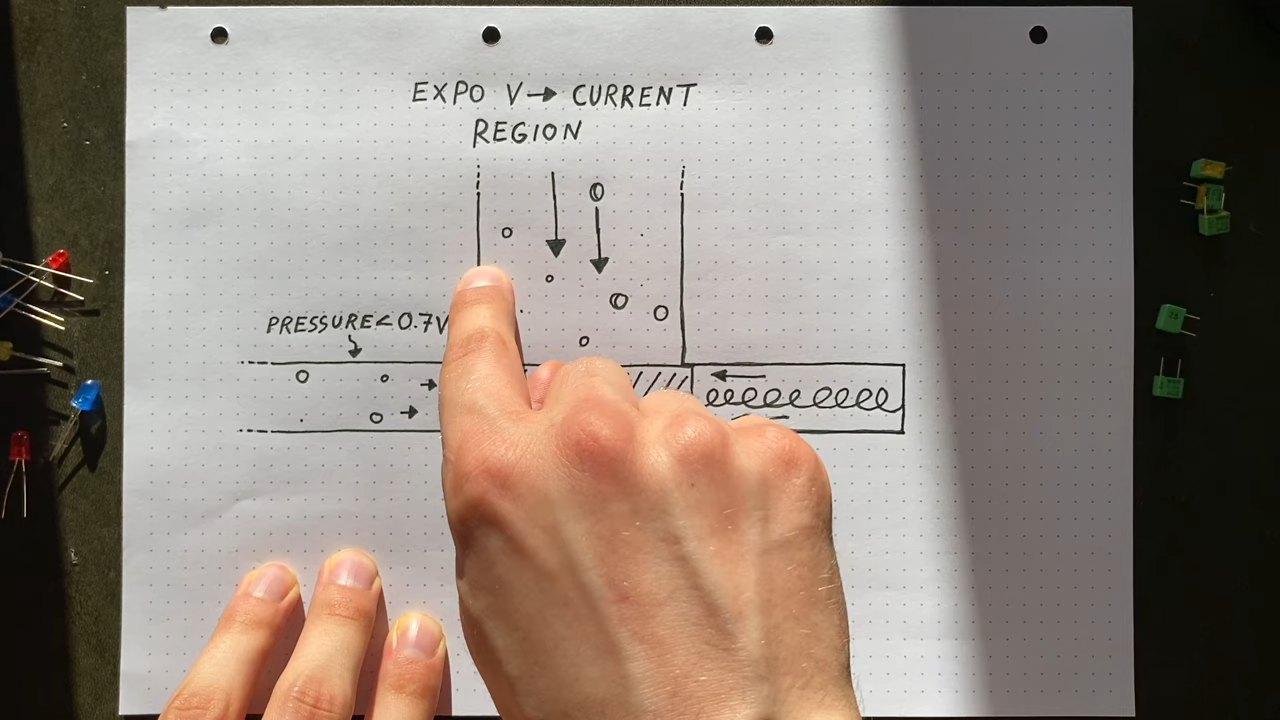 EXPO V → CURRENT
REGION
PRESSURE < 0.7V